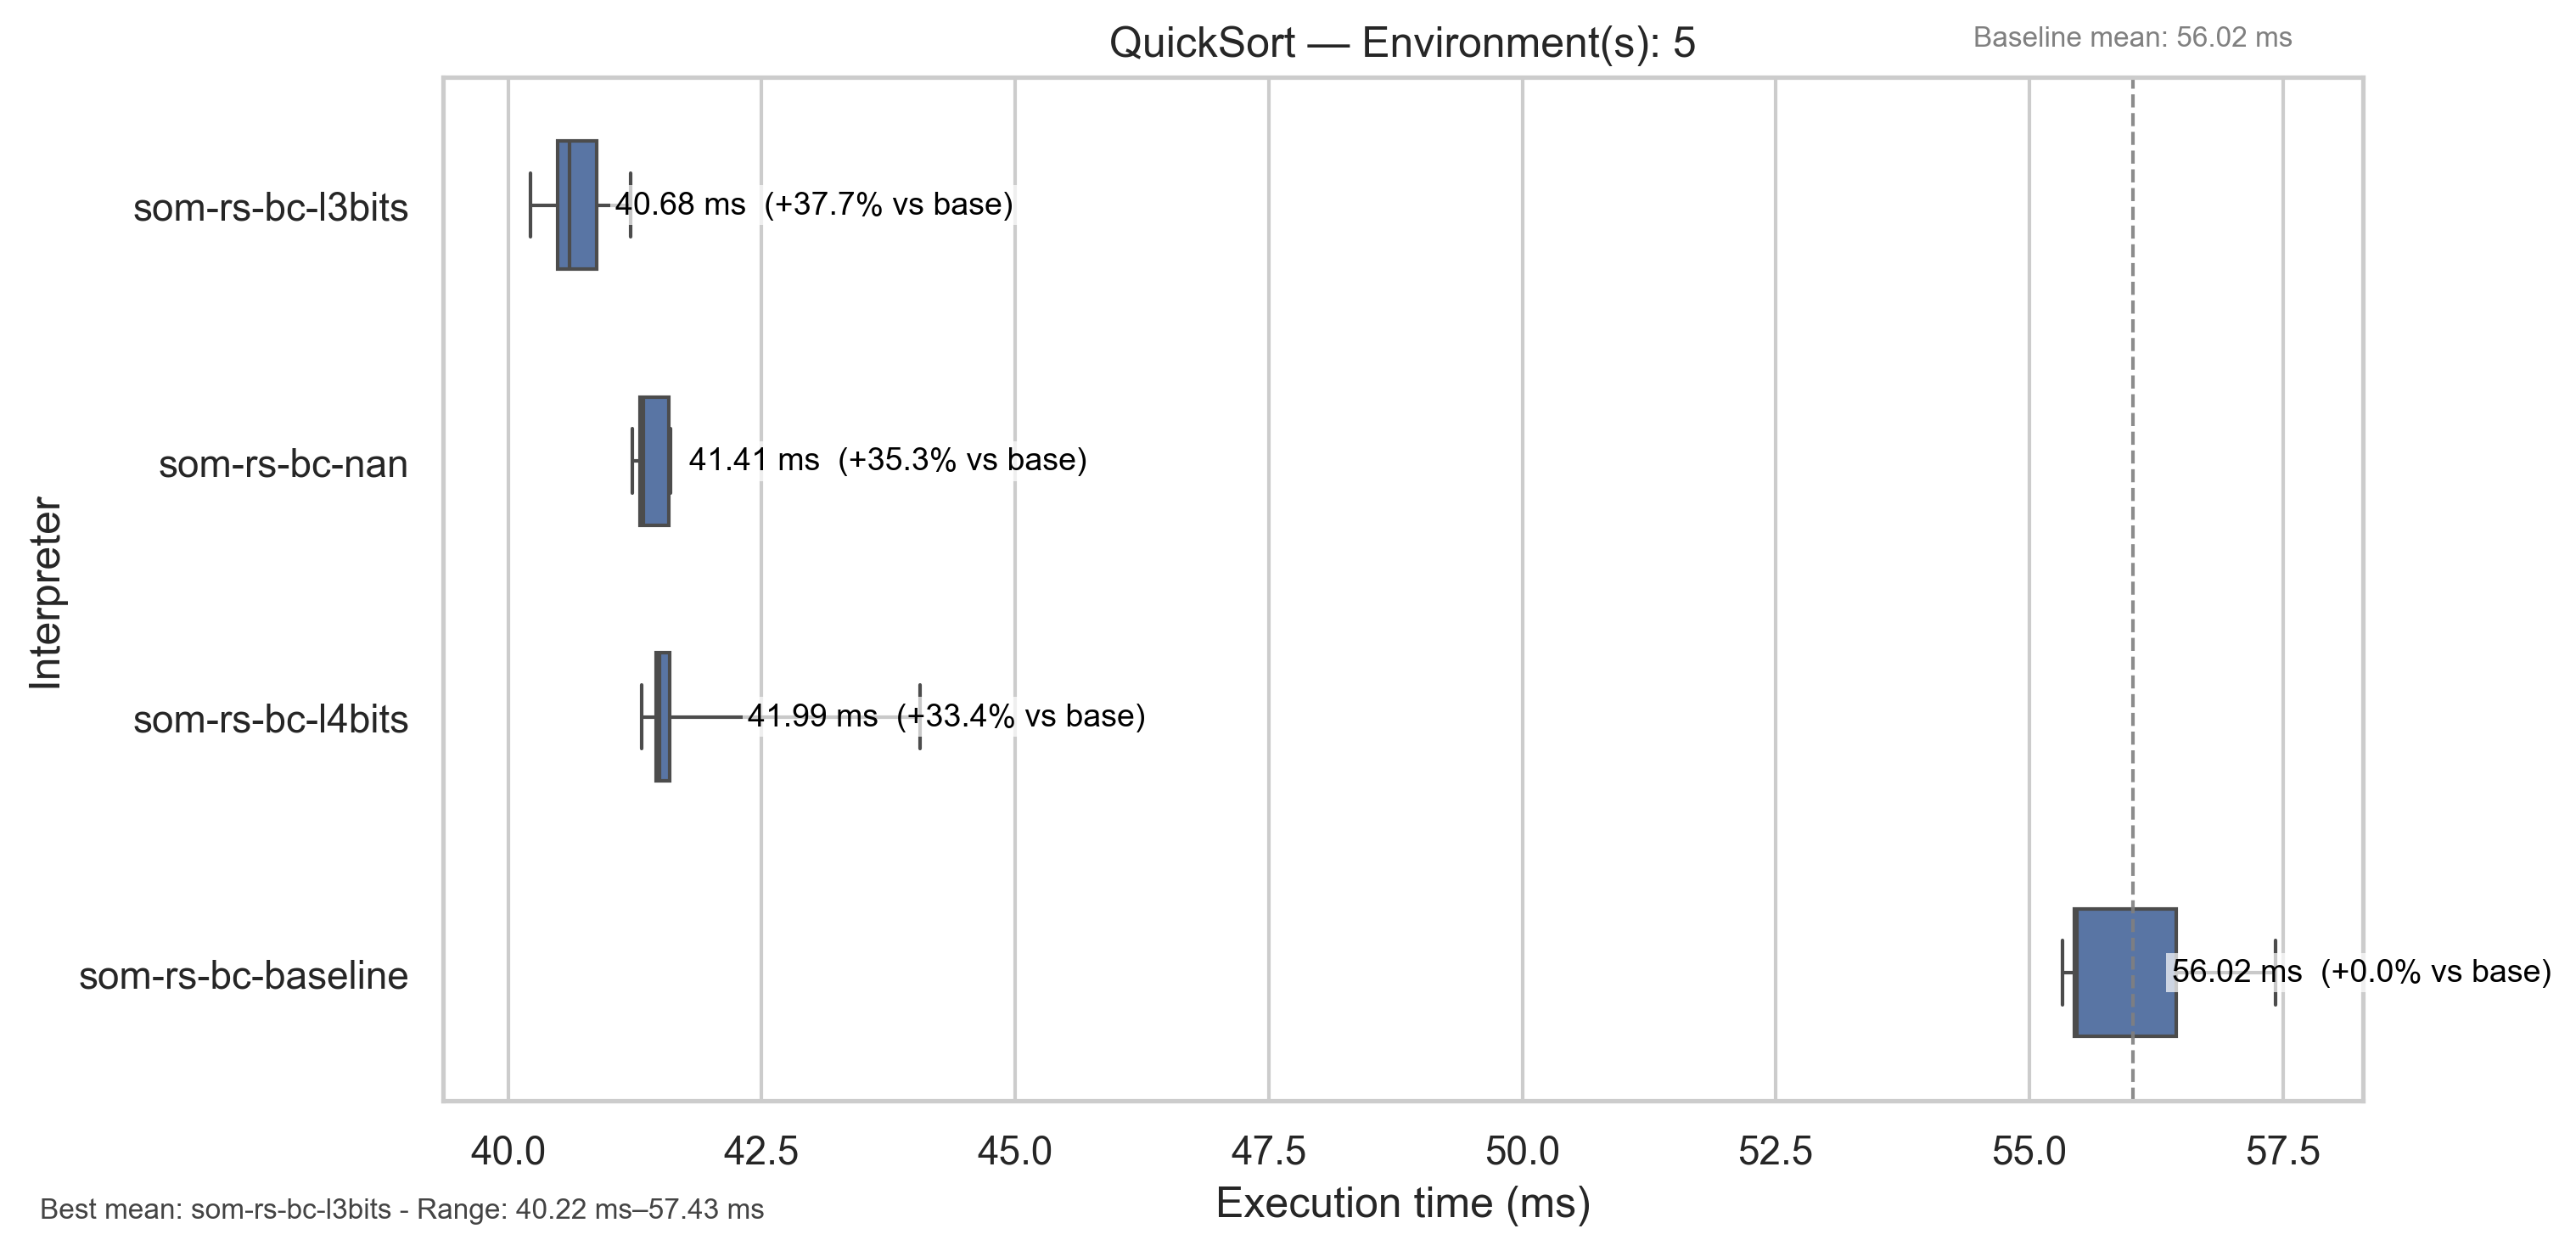 QuickSort — Environment(s): 5
Baseline mean: 56.02 ms
Interpreter
som-rs-bc-l3bits
40.68 ms (+37.7% vs base)
som-rs-bc-nan
41.41 ms (+35.3% vs base)
som-rs-bc-l4bits
41.99 ms (+33.4% vs base)
som-rs-bc-baseline
56.02 ms (+0.0% vs base)
40.0 42.5 45.0 47.5 50.0 52.5 55.0 57.5
Execution time (ms)
Best mean: som-rs-bc-l3bits - Range: 40.22 ms–57.43 ms